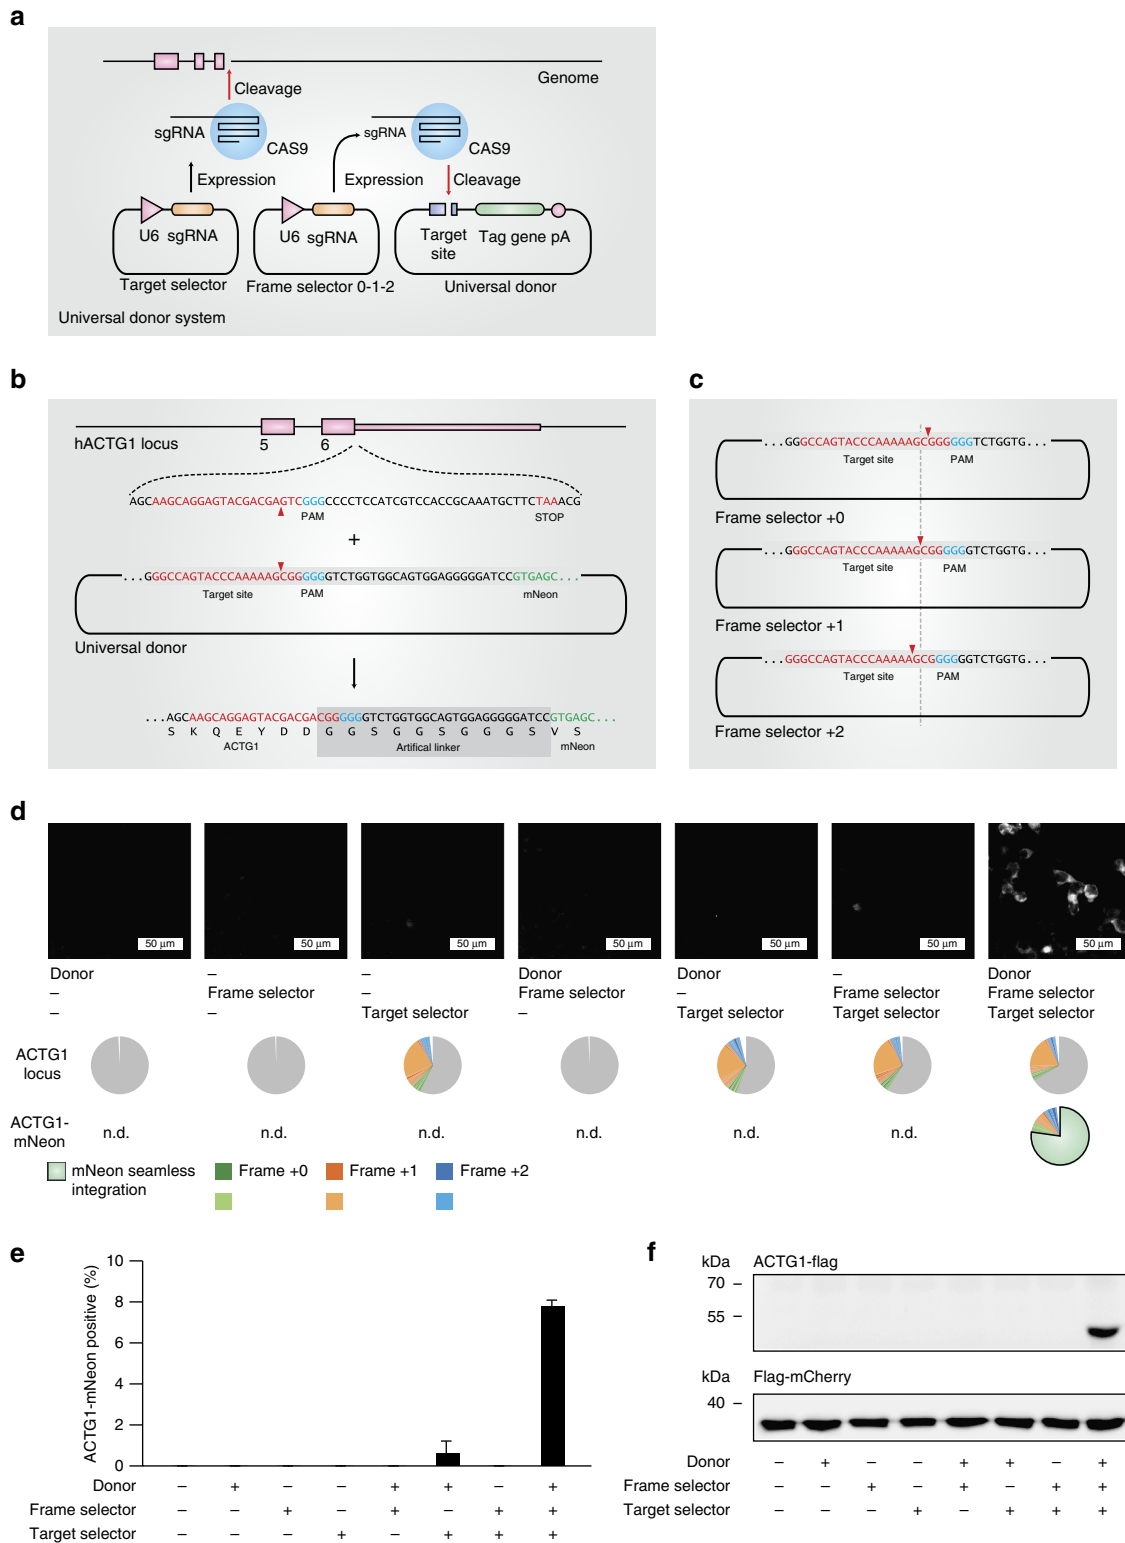 a
Genome
Cleavage
sgRNA
CAS9
sgRNA
CAS9
Expression
Expression
Cleavage
U6 sgRNA
U6 sgRNA
Target site
Tag gene pA
Target selector
Frame selector 0-1-2
Universal donor
Universal donor system
b
hACTG1 locus
5
6
AGCAAGCAGGAGTACGACGAGTCGGGCCCCTCCATCGTCCACCGCAAATGCTTCTAAACG
PAM
STOP
+
...GGGCCAGTACCCAAAAAGCGGGGGGTCTGGTGGCAGTGGAGGGGGATCCGTGAGC...
Target site
PAM
mNeon
Universal donor
...AGCAAGCAGGAGTACGACGACGGGGGGTCTGGTGGCAGTGGAGGGGGATCCGTGAGC...
S K Q E Y D D G G S G G S G G G S V S
ACTG1
Artifical linker
mNeon
c
...GGGCCAGTACCCAAAAAGCGGGGGGTCTGGTG...
Target site
PAM
Frame selector +0
...GGGCCAGTACCCAAAAAGCGGGGGGTCTGGTG...
Target site
PAM
Frame selector +1
...GGGCCAGTACCCAAAAAGCGGGGGGTCTGGTG...
Target site
PAM
Frame selector +2
d
50 μm
50 μm
50 μm
50 μm
50 μm
50 μm
50 μm
Donor – – Donor Donor – Donor
– Frame selector – Frame selector – Frame selector Frame selector
– – Target selector – Target selector Target selector Target selector
ACTG1 locus
ACTG1-mNeon
n.d. n.d. n.d. n.d. n.d. n.d.
mNeon seamless integration
Frame +0
Frame +1
Frame +2
e
ACTG1-mNeon positive (%)
10
8
6
4
2
0
Donor – + – – + + – +
Frame selector – – + – + – + +
Target selector – – – + – + + +
f
kDa
ACTG1-flag
70 –
55 –
kDa
Flag-mCherry
40 –
Donor – + – – + + – +
Frame selector – – + – + – + +
Target selector – – – + – + + +